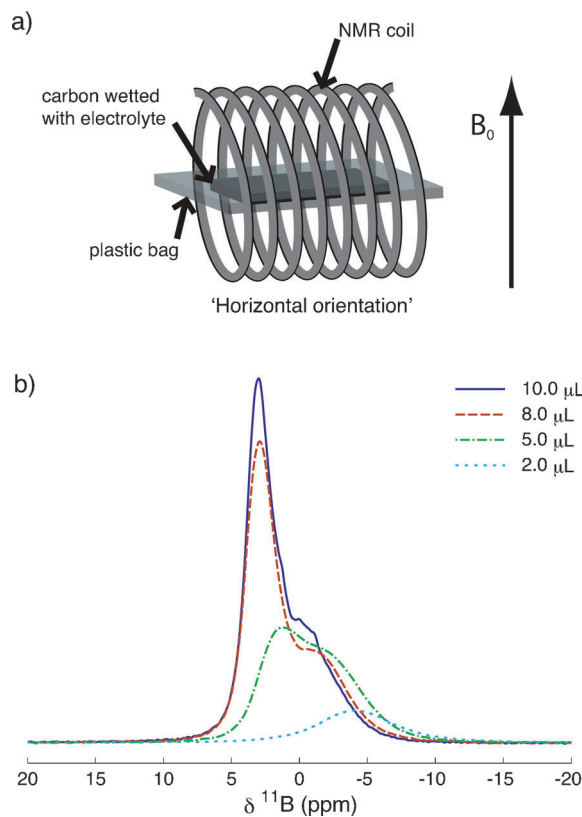 a)
NMR coil
carbon wetted
with electrolyte
B₀
plastic bag
'Horizontal orientation'
b)
10.0 μL
8.0 μL
5.0 μL
2.0 μL
20 15 10 5 0 -5 -10 -15 -20
δ ¹¹B (ppm)